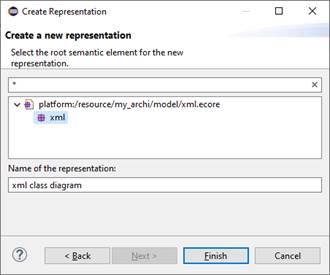 Create Representation
Create a new representation
Select the root semantic element for the new
representation.
*
platform:/resource/my_archi/model/xml.ecore
xml
Name of the representation:
xml class diagram
? < Back Next > Finish Cancel